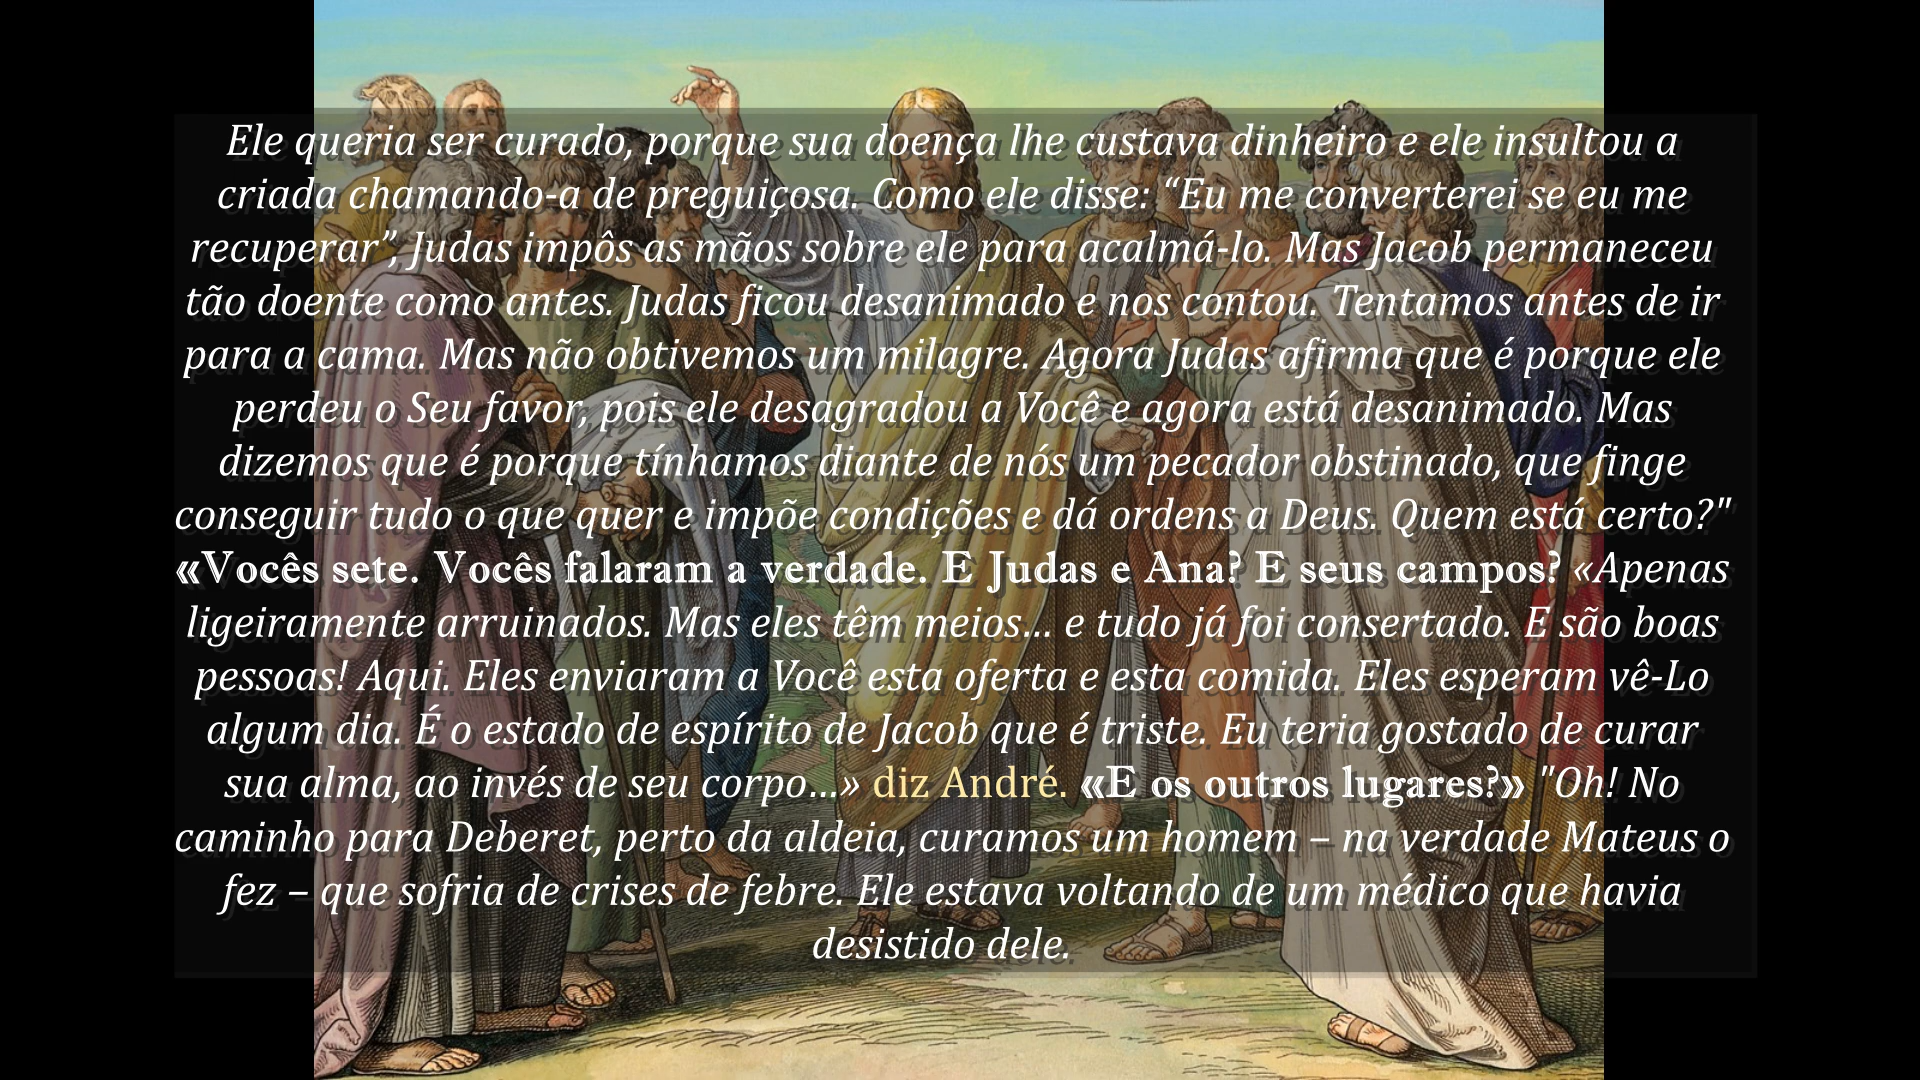 Ele queria ser curado, porque sua doença lhe custava dinheiro e ele insultou a
criada chamando-a de preguiçosa. Como ele disse: “Eu me converterei se eu me
recuperar”, Judas impôs as mãos sobre ele para acalmá-lo. Mas Jacob permaneceu
tão doente como antes. Judas ficou desanimado e nos contou. Tentamos antes de ir
para a cama. Mas não obtivemos um milagre. Agora Judas afirma que é porque ele
perdeu o Seu favor, pois ele desagradou a Você e agora está desanimado. Mas
dizemos que é porque tínhamos diante de nós um pecador obstinado, que finge
conseguir tudo o que quer e impõe condições e dá ordens a Deus. Quem está certo?"
«Vocês sete. Vocês falaram a verdade. E Judas e Ana? E seus campos? «Apenas
ligeiramente arruinados. Mas eles têm meios... e tudo já foi consertado. E são boas
pessoas! Aqui. Eles enviaram a Você esta oferta e esta comida. Eles esperam vê-Lo
algum dia. É o estado de espírito de Jacob que é triste. Eu teria gostado de curar
sua alma, ao invés de seu corpo...» diz André. «E os outros lugares?» "Oh! No
caminho para Deberet, perto da aldeia, curamos um homem – na verdade Mateus o
fez – que sofria de crises de febre. Ele estava voltando de um médico que havia
desistido dele.